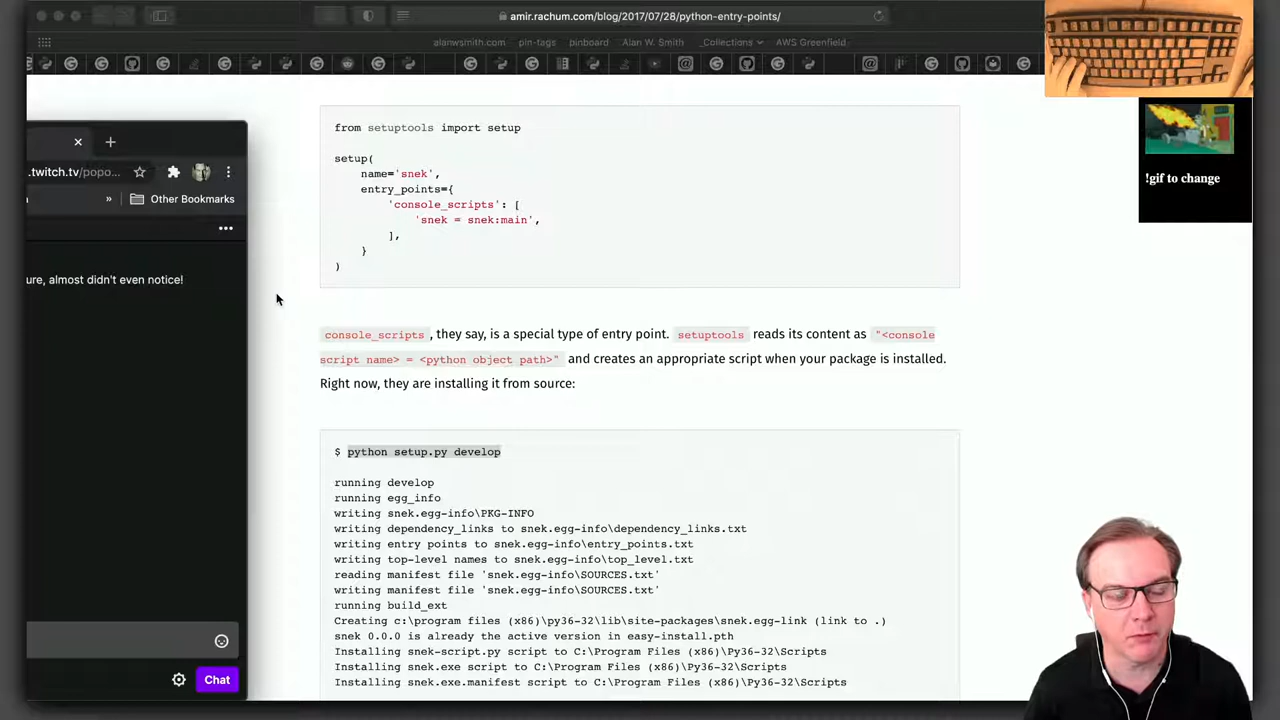 amir.rachum.com/blog/2017/07/28/python-entry-points/
alanwsmith.com pin-tags pinboard Alan W. Smith _Collections AWS Greenfield
from setuptools import setup
setup(
name='snek',
entry_points={
'console_scripts': [
'snek = snek:main',
],
}
)
console_scripts, they say, is a special type of entry point. setuptools reads its content as "<console
script name> = <python object path>" and creates an appropriate script when your package is installed.
Right now, they are installing it from source:
$ python setup.py develop
running develop
running egg_info
writing snek.egg-info\PKG-INFO
writing dependency_links to snek.egg-info\dependency_links.txt
writing entry points to snek.egg-info\entry_points.txt
writing top-level names to snek.egg-info\top_level.txt
reading manifest file 'snek.egg-info\SOURCES.txt'
writing manifest file 'snek.egg-info\SOURCES.txt'
running build_ext
Creating c:\program files (x86)\py36-32\lib\site-packages\snek.egg-link (link to .)
snek 0.0.0 is already the active version in easy-install.pth
Installing snek-script.py script to C:\Program Files (x86)\Py36-32\Scripts
Installing snek.exe script to C:\Program Files (x86)\Py36-32\Scripts
Installing snek.exe.manifest script to C:\Program Files (x86)\Py36-32\Scripts
.twitch.tv/popo...
» Other Bookmarks
ure, almost didn't even notice!
Chat
!gif to change